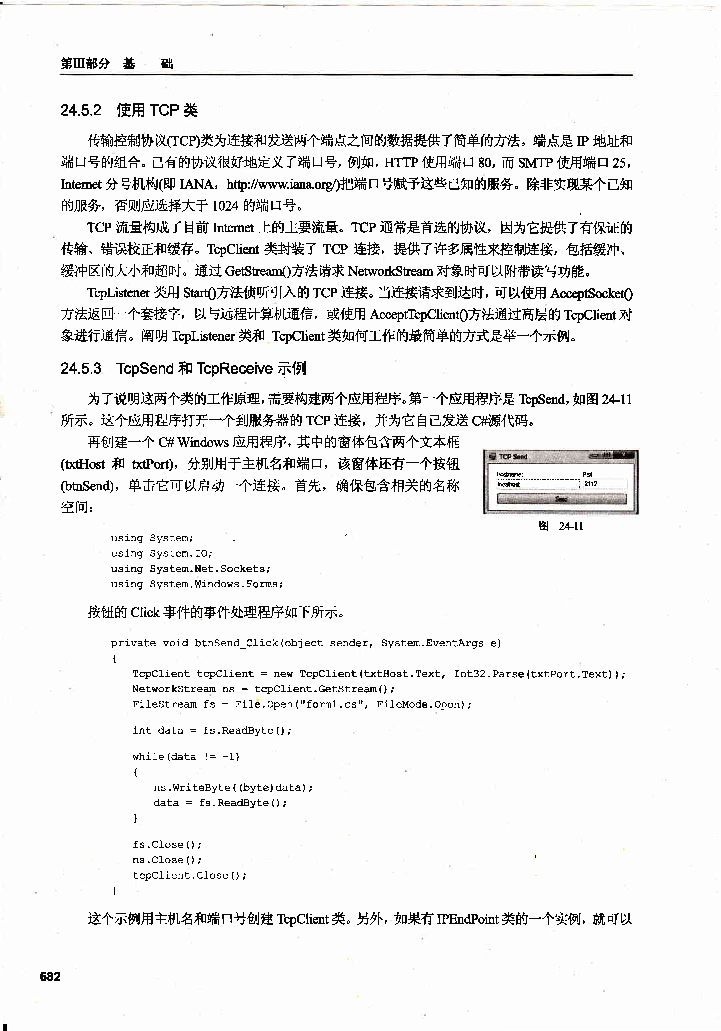 第Ⅲ部分 基 础
24.5.2 使用 TCP 类
传输控制协议(TCP)类为连接和发送两个端点之间的数据提供了简单的方法。端点是 IP 地址和
端口号的组合。已有的协议很好地定义了端口号，例如，HTTP 使用端口 80，而 SMTP 使用端口 25，
Internet 分号机构(即 IANA，http://www.iana.org/)把端口号赋予这些已知的服务。除非实现某个已知
的服务，否则应选择大于 1024 的端口号。
TCP 流量构成了目前 Internet 上的主要流量。TCP 通常是首选的协议，因为它提供了有保证的
传输、错误校正和缓存。TcpClient 类封装了 TCP 连接，提供了许多属性来控制连接，包括缓冲、
缓冲区的大小和超时。通过 GetStream()方法请求 NetworkStream 对象时可以附带读写功能。
TcpListener 类用 Start()方法侦听引入的 TCP 连接。当连接请求到达时，可以使用 AcceptSocket()
方法返回一个套接字，以与远程计算机通信，或使用 AcceptTcpClient()方法通过高层的 TcpClient 对
象进行通信。阐明 TcpListener 类和 TcpClient 类如何工作的最简单的方式是举一个示例。
24.5.3 TcpSend 和 TcpReceive 示例
为了说明这两个类的工作原理，需要构建两个应用程序。第一个应用程序是 TcpSend，如图 24-11
所示。这个应用程序打开一个到服务器的 TCP 连接，并为它自己发送 C#源代码。
再创建一个 C# Windows 应用程序，其中的窗体包含两个文本框
(txtHost 和 txtPort)，分别用于主机名和端口，该窗体还有一个按钮
(btnSend)，单击它可以启动一个连接。首先，确保包含相关的名称
空间：
TCP Send
hostname: Port
localhost 2112
Send
图 24-11
using System;
using System.IO;
using System.Net.Sockets;
using System.Windows.Forms;
按钮的 Click 事件的事件处理程序如下所示。
private void btnSend_Click(object sender, System.EventArgs e)
{
TcpClient tcpClient = new TcpClient(txtHost.Text, Int32.Parse(txtPort.Text));
NetworkStream ns = tcpClient.GetStream();
FileStream fs = File.Open("form1.cs", FileMode.Open);
int data = fs.ReadByte();
while(data != -1)
{
ns.WriteByte((byte)data);
data = fs.ReadByte();
}
fs.Close();
ns.Close();
tcpClient.Close();
}
这个示例用主机名和端口号创建 TcpClient 类。另外，如果有 IPEndPoint 类的一个实例，就可以
682